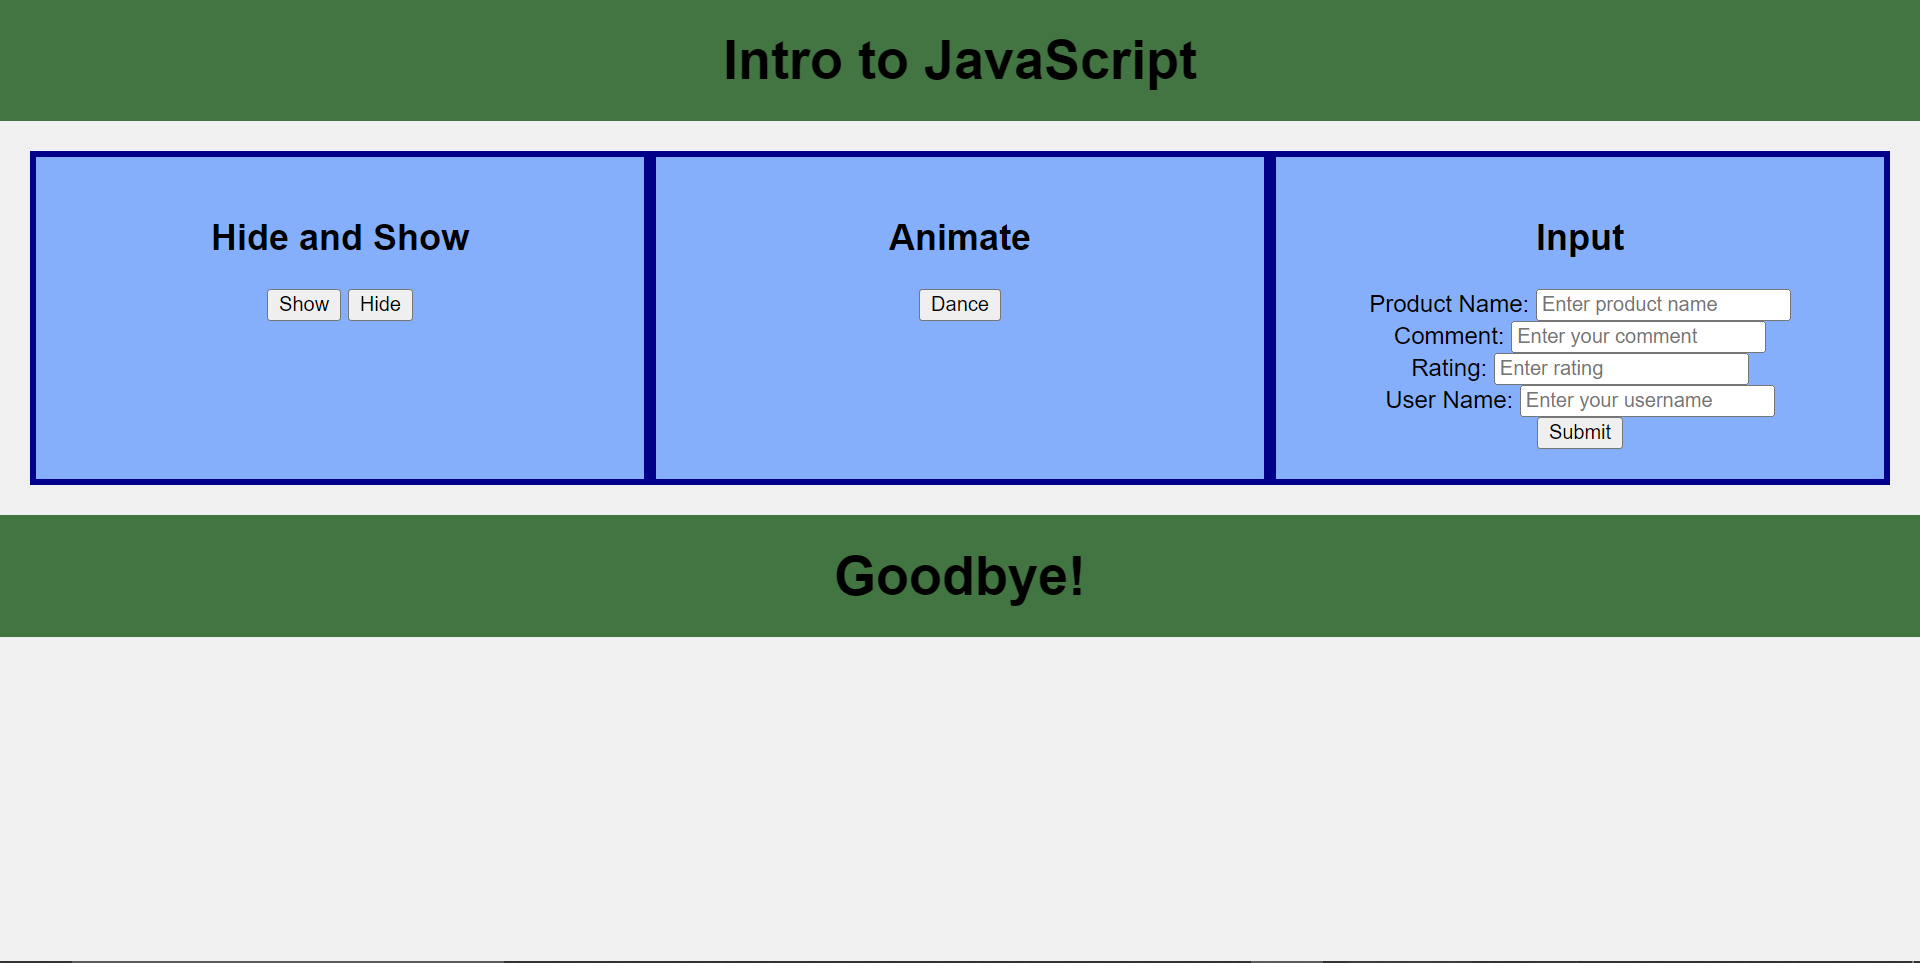 Intro to JavaScript
Hide and Show
Show Hide
Animate
Dance
Input
Product Name: Enter product name
Comment: Enter your comment
Rating: Enter rating
User Name: Enter your username
Submit
Goodbye!